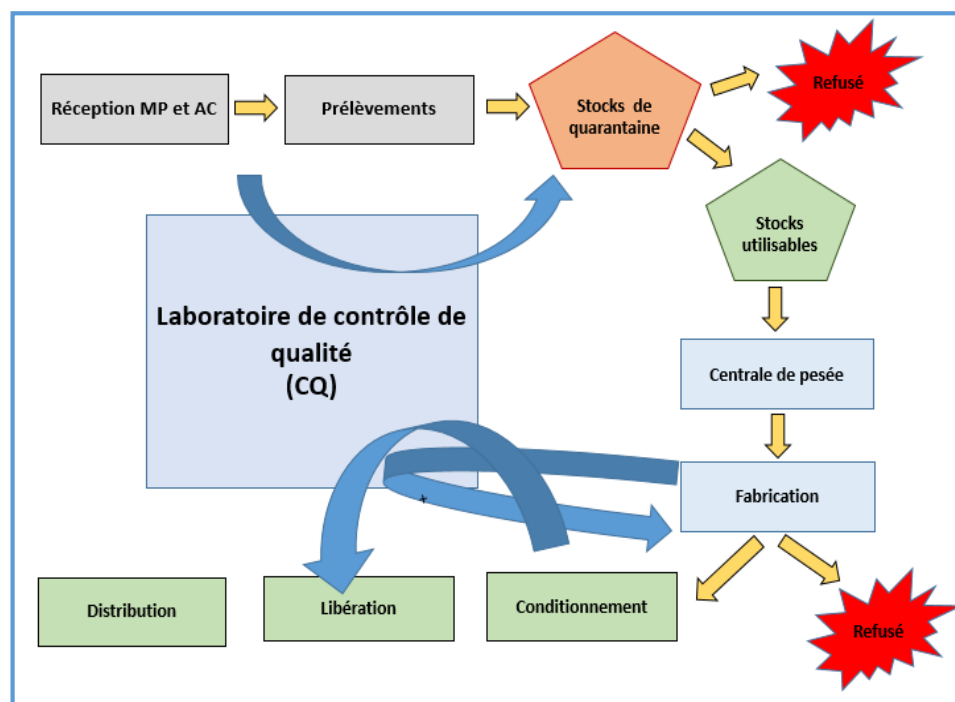 Réception MP et AC
Prélèvements
Stocks de
quarantaine
Refusé
Stocks
utilisables
Laboratoire de contrôle de
qualité
(CQ)
Centrale de pesée
Fabrication
Distribution
Libération
Conditionnement
Refusé